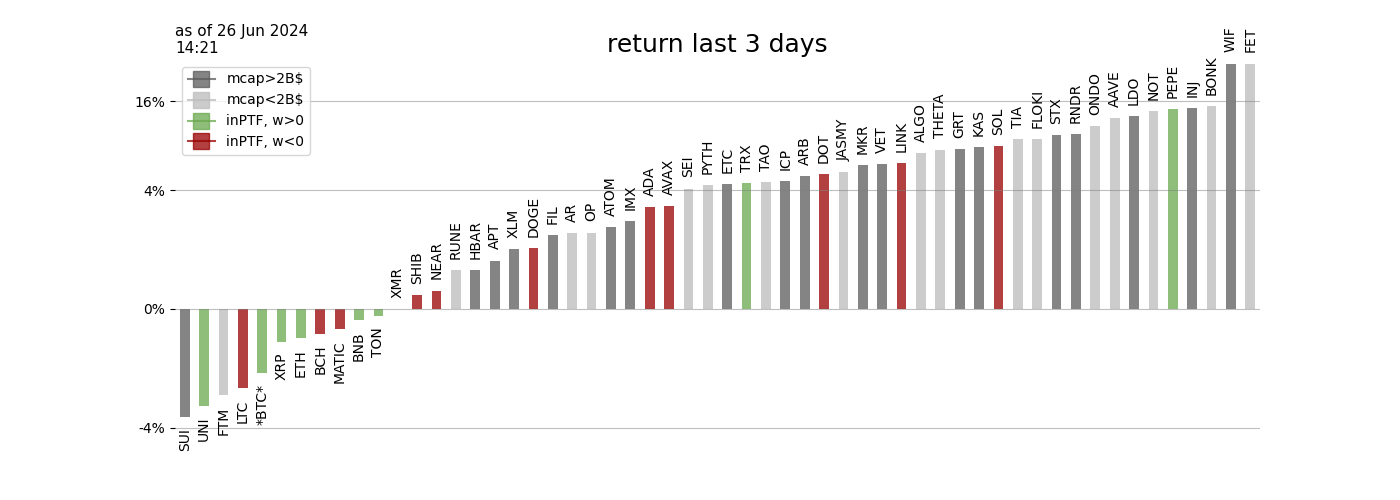 as of 26 Jun 2024
14:21
return last 3 days
mcap>2B$
mcap<2B$
inPTF, w>0
inPTF, w<0
16%
4%
0%
-4%
SUI
UNI
FTM
LTC
*BTC*
XRP
ETH
BCH
MATIC
BNB
TON
XMR
SHIB
NEAR
RUNE
HBAR
APT
XLM
DOGE
FIL
AR
OP
ATOM
IMX
ADA
AVAX
SEI
PYTH
ETC
TRX
TAO
ICP
ARB
DOT
JASMY
MKR
VET
LINK
ALGO
THETA
GRT
KAS
SOL
TIA
FLOKI
STX
RNDR
ONDO
AAVE
LDO
NOT
PEPE
INJ
BONK
WIF
FET